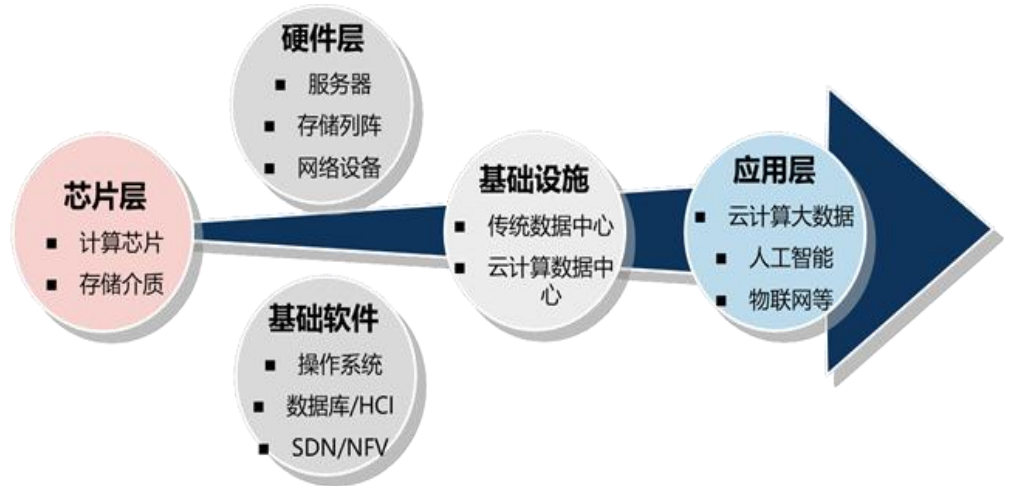 芯片层
■ 计算芯片
■ 存储介质
硬件层
■ 服务器
■ 存储列阵
■ 网络设备
基础软件
■ 操作系统
■ 数据库/HCI
■ SDN/NFV
基础设施
■ 传统数据中心
■ 云计算数据中
心
应用层
■ 云计算大数据
■ 人工智能
■ 物联网等